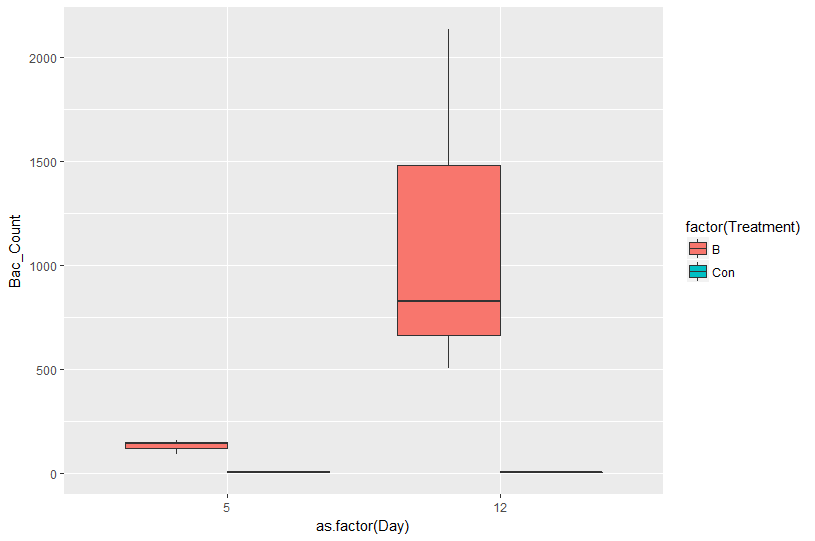 Bac_Count
2000
1500
1000
500
0
5
12
as.factor(Day)
factor(Treatment)
B
Con